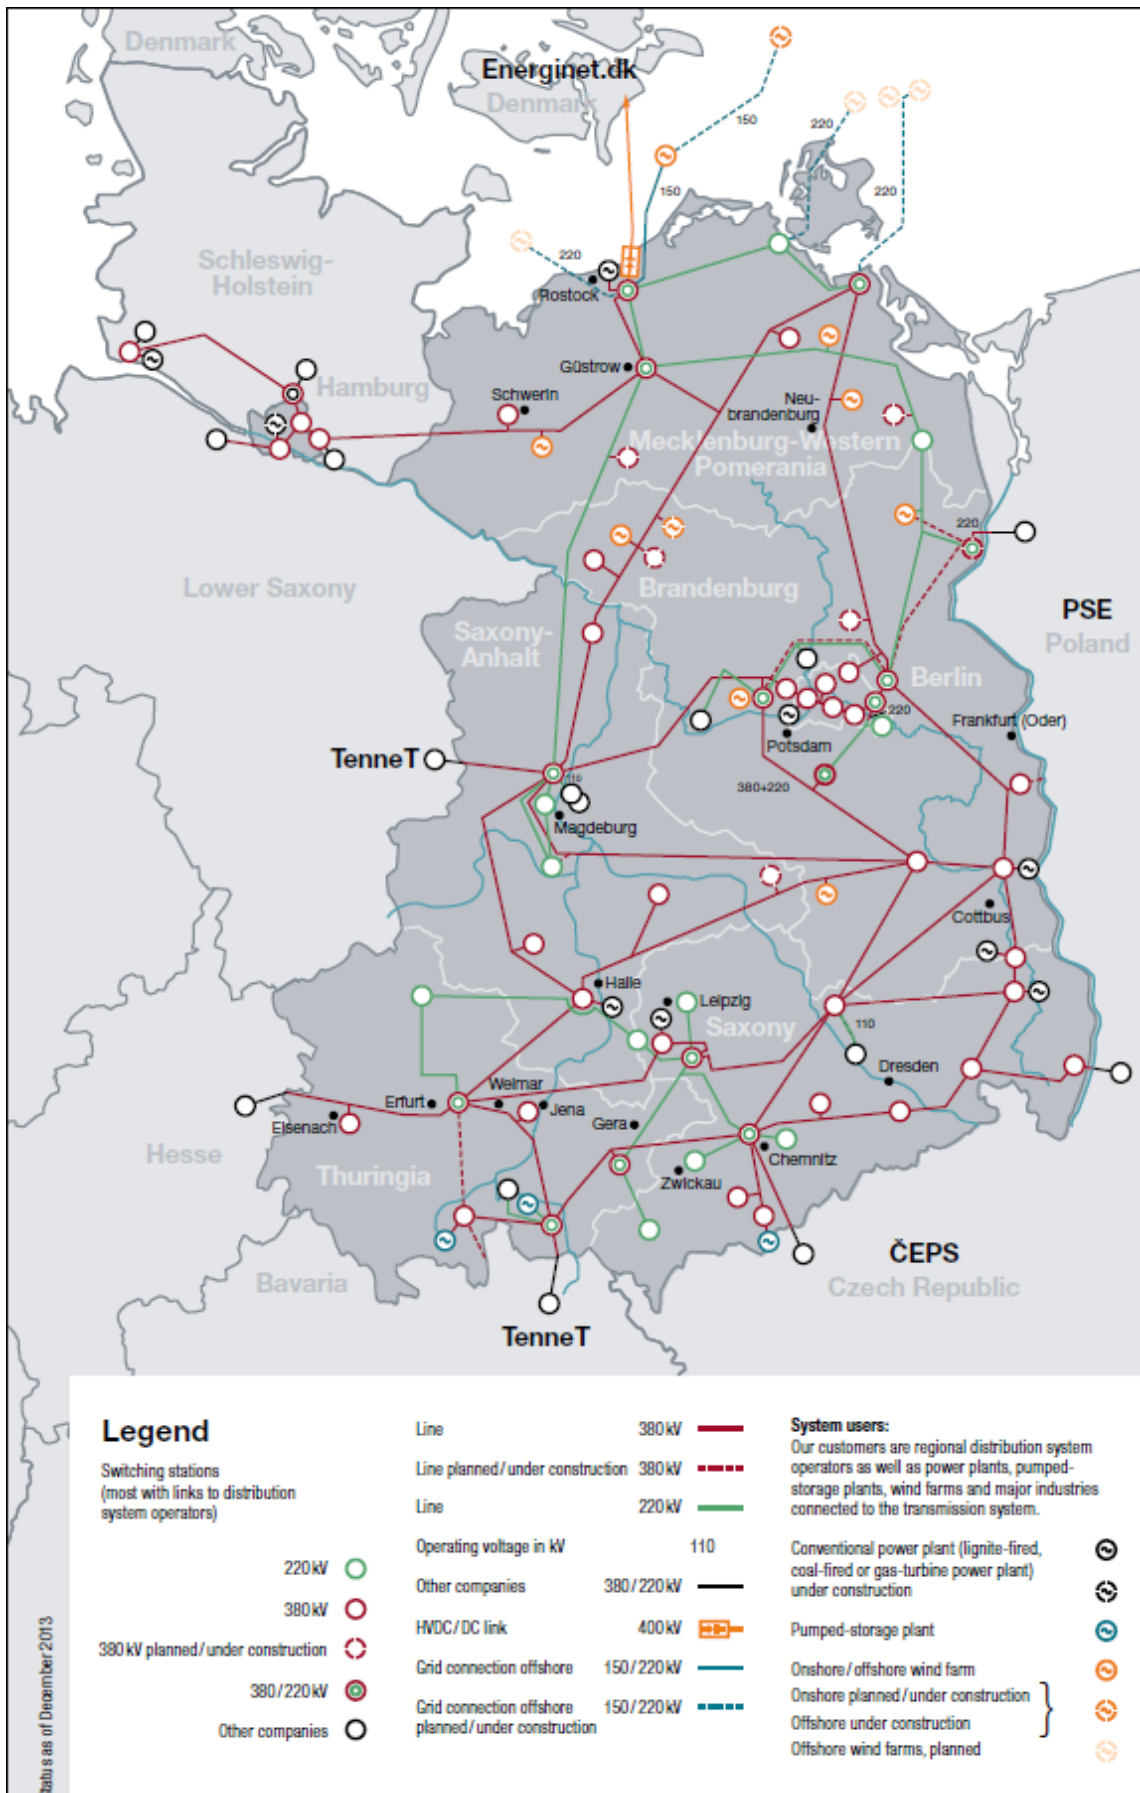 Denmark
Energinet.dk
Denmark
150
220
150
220
220
Schleswig-
Holstein
Rostock
Güstrow
Hamburg
Schwerin
Neu-
brandenburg
Mecklenburg-Western
Pomerania
220
Lower Saxony
Brandenburg
PSE
Poland
Saxony-
Anhalt
Berlin
220
Frankfurt (Oder)
Potsdam
TenneT
110
380+220
Magdeburg
Cottbus
Halle
Leipzig
Saxony
110
Dresden
Weimar
Erfurt
Jena
Eisenach
Gera
Chemnitz
Hesse
Thuringia
Zwickau
ČEPS
Czech Republic
Bavaria
TenneT
Legend
Switching stations
(most with links to distribution
system operators)
220 kV
380 kV
380 kV planned / under construction
380 / 220 kV
Other companies
Line 380 kV
Line planned / under construction 380 kV
Line 220 kV
Operating voltage in kV 110
Other companies 380 / 220 kV
HVDC / DC link 400 kV
Grid connection offshore 150 / 220 kV
Grid connection offshore 150 / 220 kV
planned / under construction
System users:
Our customers are regional distribution system
operators as well as power plants, pumped-
storage plants, wind farms and major industries
connected to the transmission system.
Conventional power plant (lignite-fired,
coal-fired or gas-turbine power plant)
under construction
Pumped-storage plant
Onshore / offshore wind farm
Onshore planned / under construction
Offshore under construction
Offshore wind farms, planned
Status as of December 2013